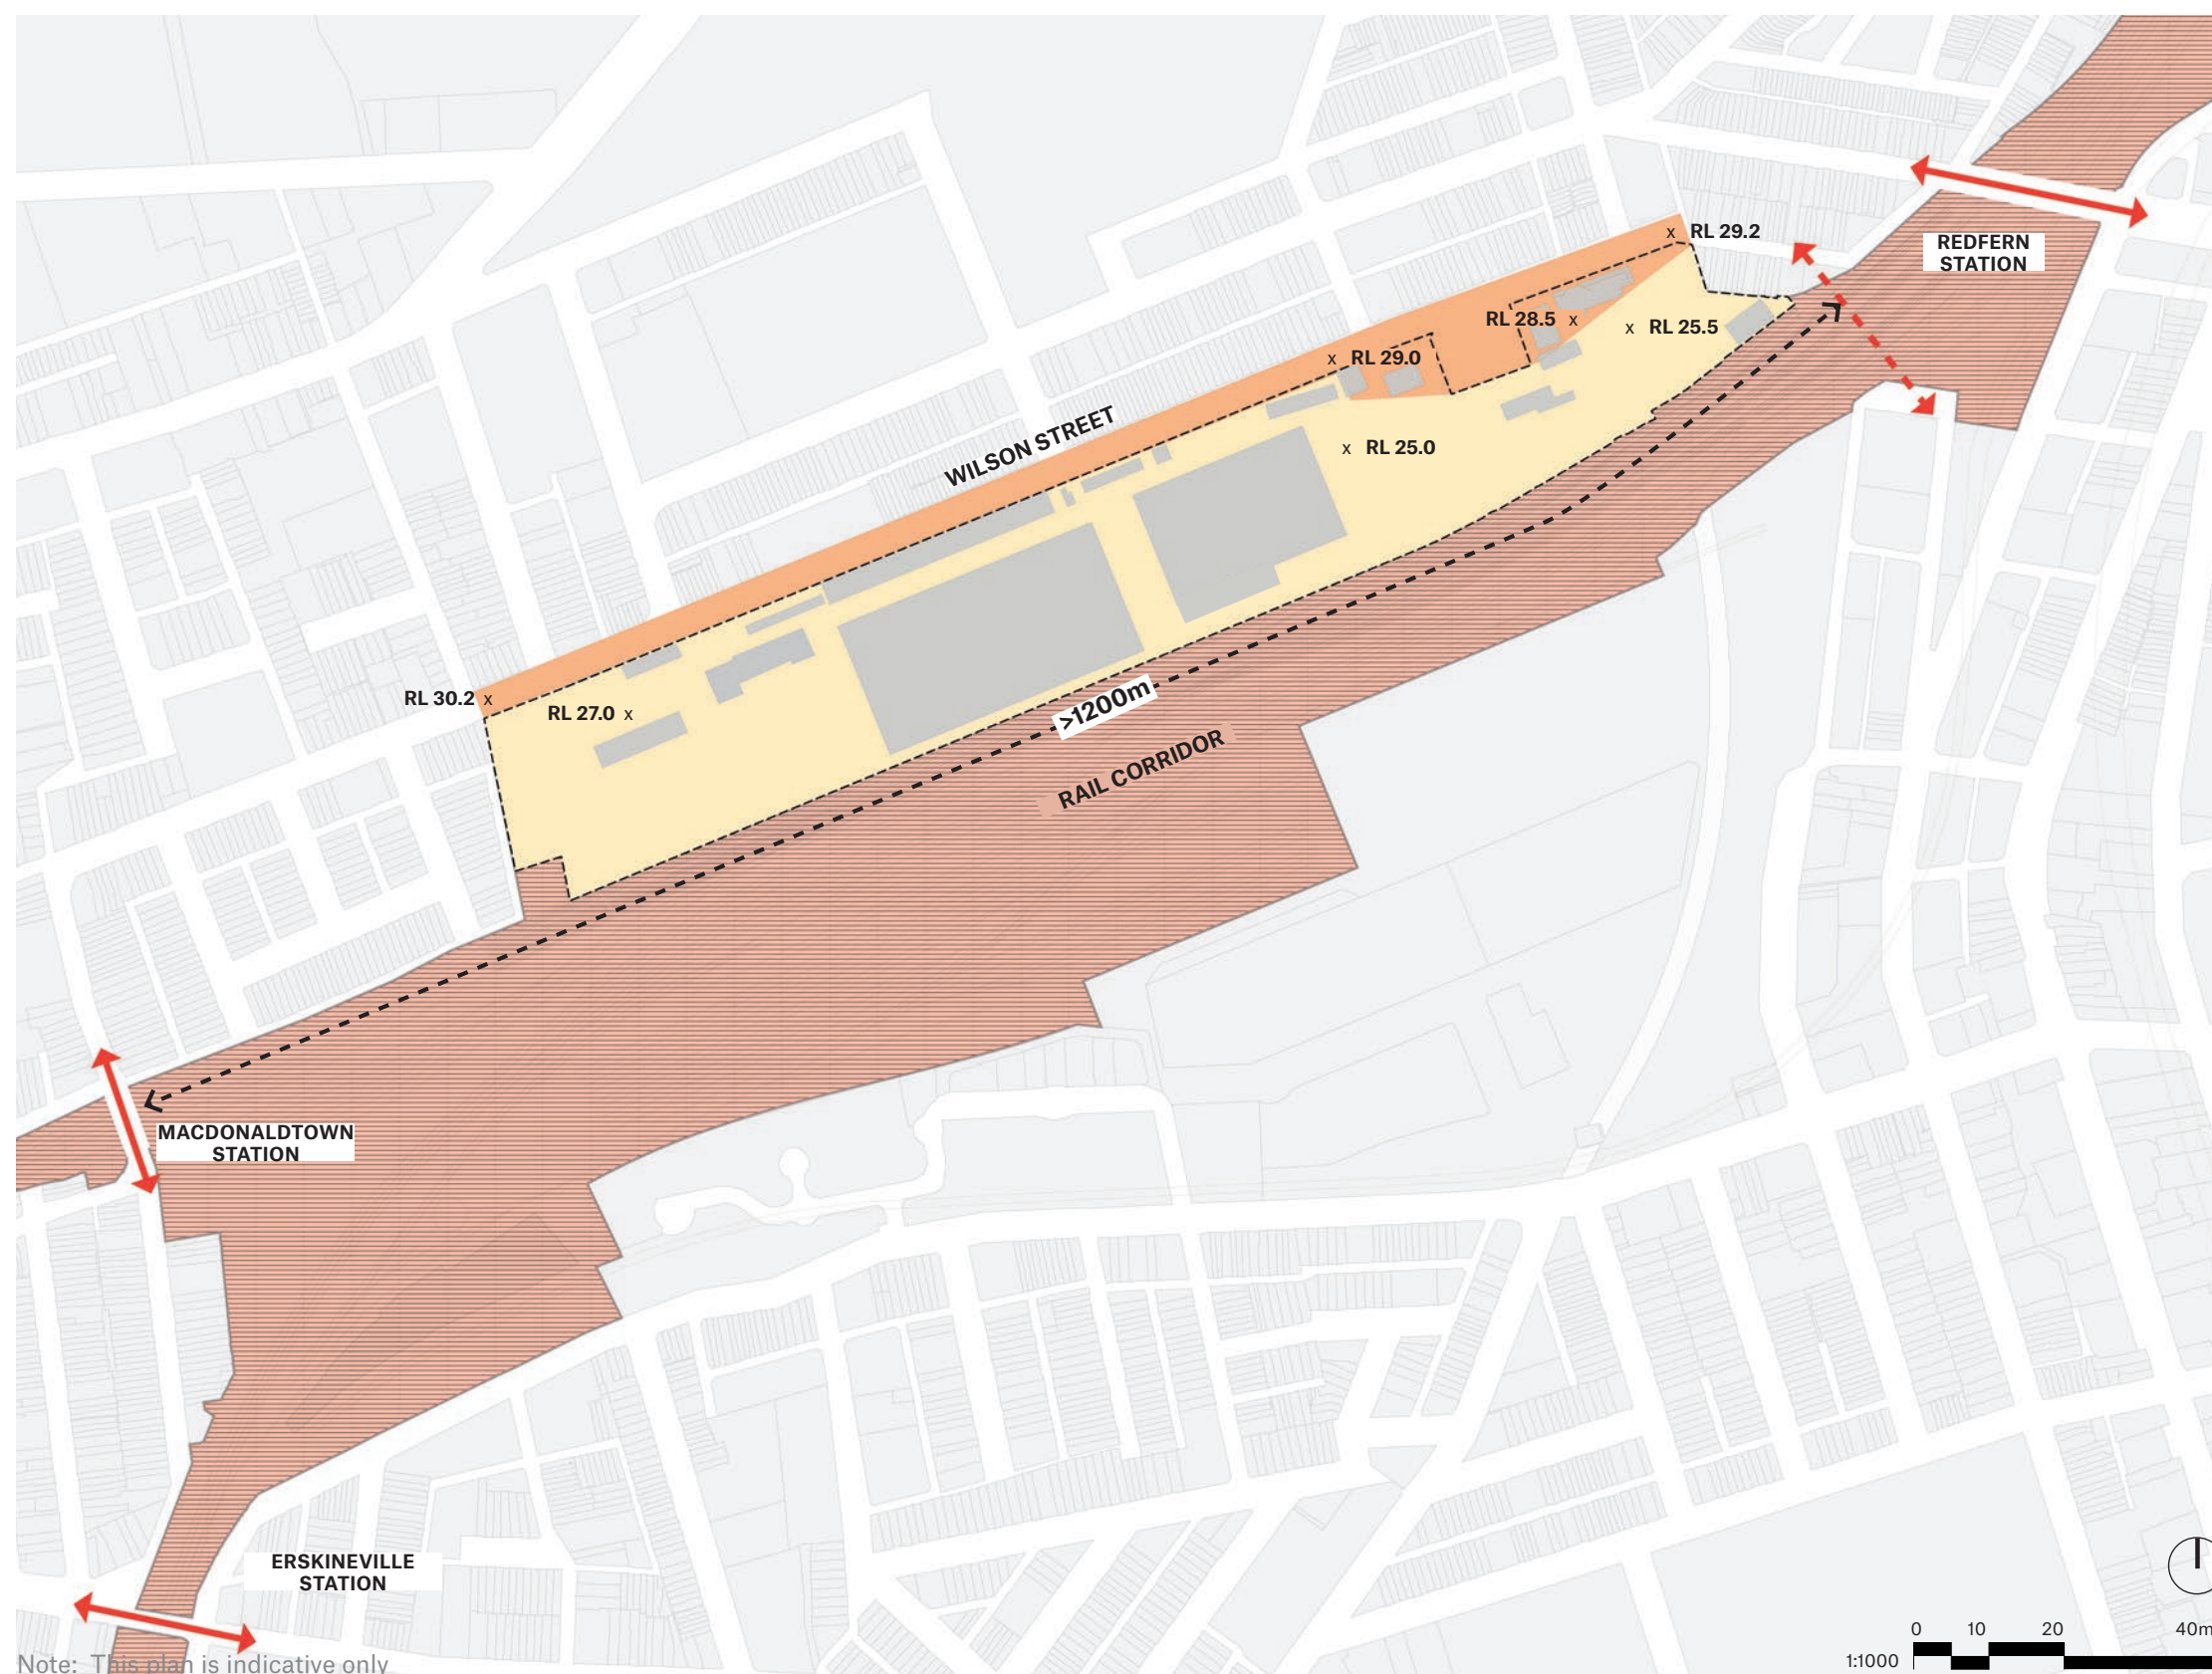 RL 29.2
REDFERN
STATION
RL 28.5 x
x RL 25.5
x RL 29.0
WILSON STREET
x RL 25.0
RL 30.2 x
RL 27.0 x
>1200m
RAIL CORRIDOR
MACDONALDTOWN
STATION
ERSKINEVILLE
STATION
Note: This plan is indicative only
0 10 20 40m
1:1000